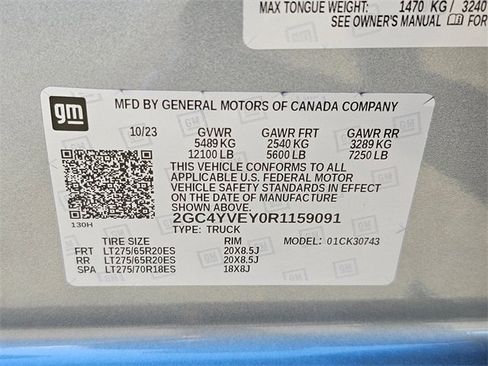 MAX TONGUE WEIGHT: 1470 KG / 3240
SEE OWNER'S MANUAL FOR
gm
MFD BY GENERAL MOTORS OF CANADA COMPANY
10/23 GVWR GAWR FRT GAWR RR
5489 KG 2540 KG 3289 KG
12100 LB 5600 LB 7250 LB
THIS VEHICLE CONFORMS TO ALL
APPLICABLE U.S. FEDERAL MOTOR
VEHICLE SAFETY STANDARDS IN EFFECT
ON THE DATE OF MANUFACTURE
SHOWN ABOVE.
2GC4YVEY0R1159091
130H TYPE: TRUCK
TIRE SIZE RIM MODEL: 01CK30743
FRT LT275/65R20ES 20X8.5J
RR LT275/65R20ES 20X8.5J
SPA LT275/70R18ES 18X8J